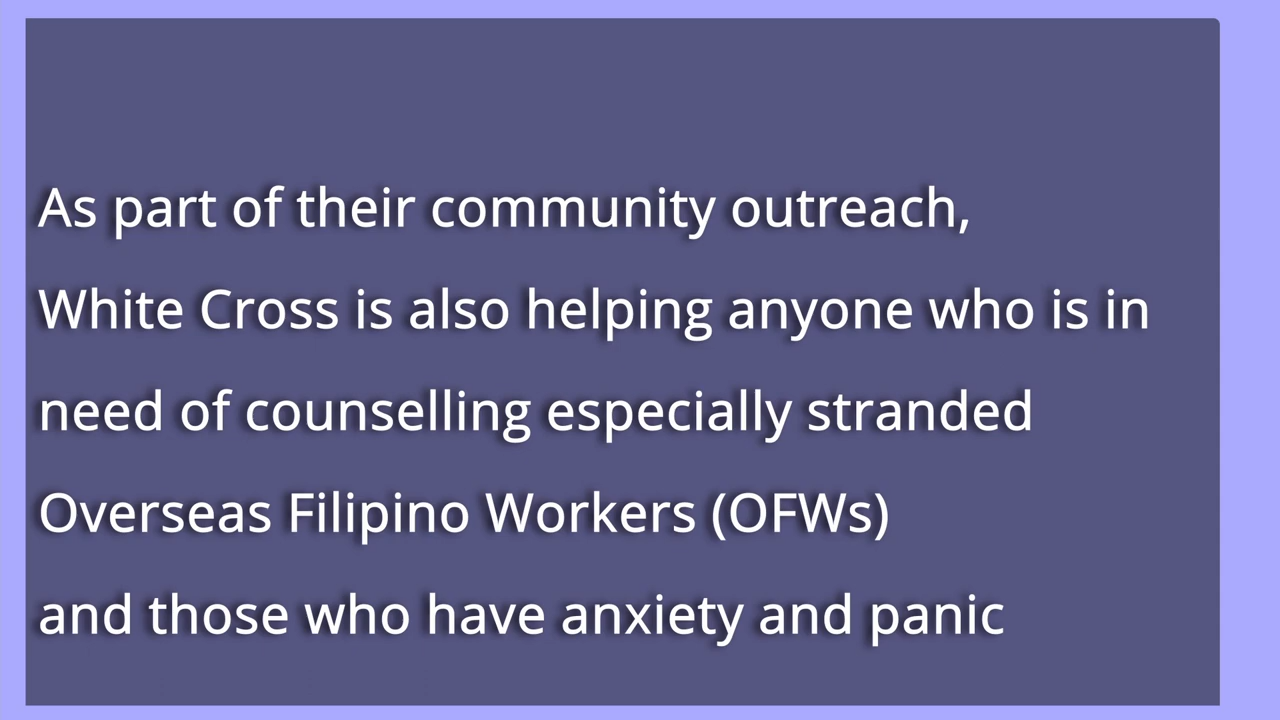 As part of their community outreach,
White Cross is also helping anyone who is in
need of counselling especially stranded
Overseas Filipino Workers (OFWs)
and those who have anxiety and panic